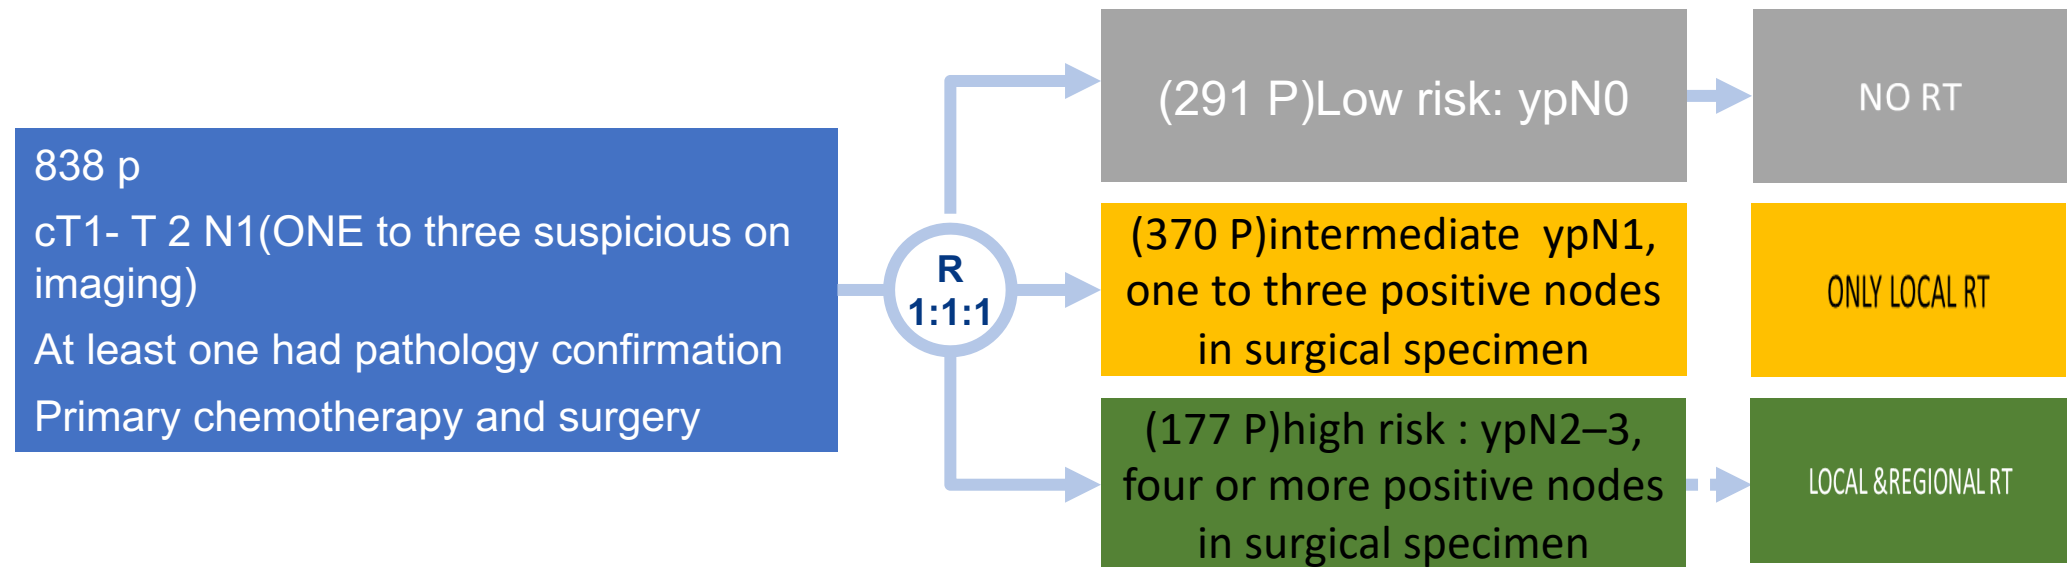 838 p
cT1- T 2 N1(ONE to three suspicious on
imaging)
At least one had pathology confirmation
Primary chemotherapy and surgery
R
1:1:1
(291 P)Low risk: ypN0
NO RT
(370 P)intermediate ypN1,
one to three positive nodes
in surgical specimen
ONLY LOCAL RT
(177 P)high risk : ypN2–3,
four or more positive nodes
in surgical specimen
LOCAL &REGIONAL RT